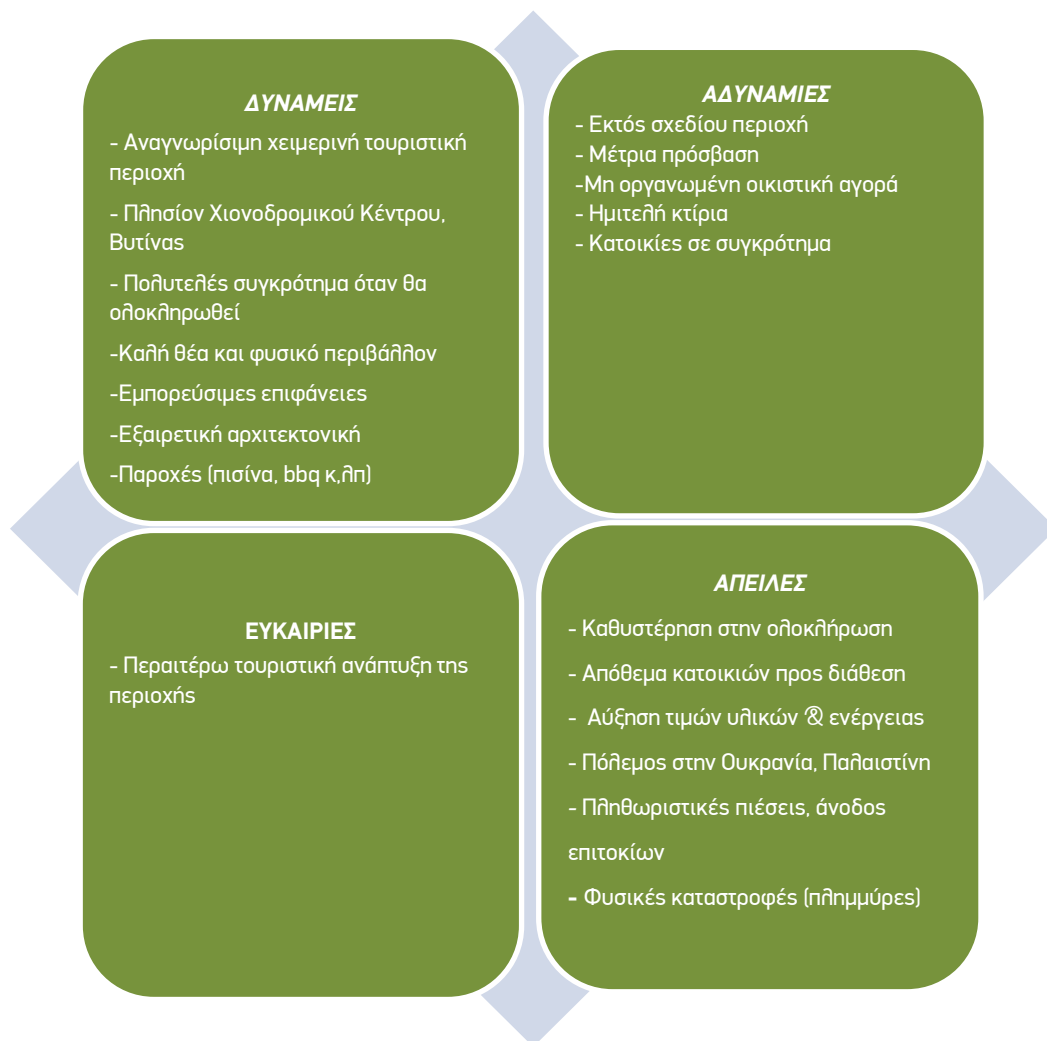 ΔΥΝΑΜΕΙΣ
- Αναγνωρίσιμη χειμερινή τουριστική
περιοχή
- Πλησίον Χιονοδρομικού Κέντρου,
Βυτίνας
- Πολυτελές συγκρότημα όταν θα
ολοκληρωθεί
-Καλή θέα και φυσικό περιβάλλον
-Εμπορεύσιμες επιφάνειες
-Εξαιρετική αρχιτεκτονική
-Παροχές (πισίνα, bbq κ,λπ)
ΑΔΥΝΑΜΙΕΣ
- Εκτός σχεδίου περιοχή
- Μέτρια πρόσβαση
-Μη οργανωμένη οικιστική αγορά
- Ημιτελή κτίρια
- Κατοικίες σε συγκρότημα
ΕΥΚΑΙΡΙΕΣ
- Περαιτέρω τουριστική ανάπτυξη της
περιοχής
ΑΠΕΙΛΕΣ
- Καθυστέρηση στην ολοκλήρωση
- Απόθεμα κατοικιών προς διάθεση
- Αύξηση τιμών υλικών & ενέργειας
- Πόλεμος στην Ουκρανία, Παλαιστίνη
- Πληθωριστικές πιέσεις, άνοδος
επιτοκίων
- Φυσικές καταστροφές (πλημμύρες)